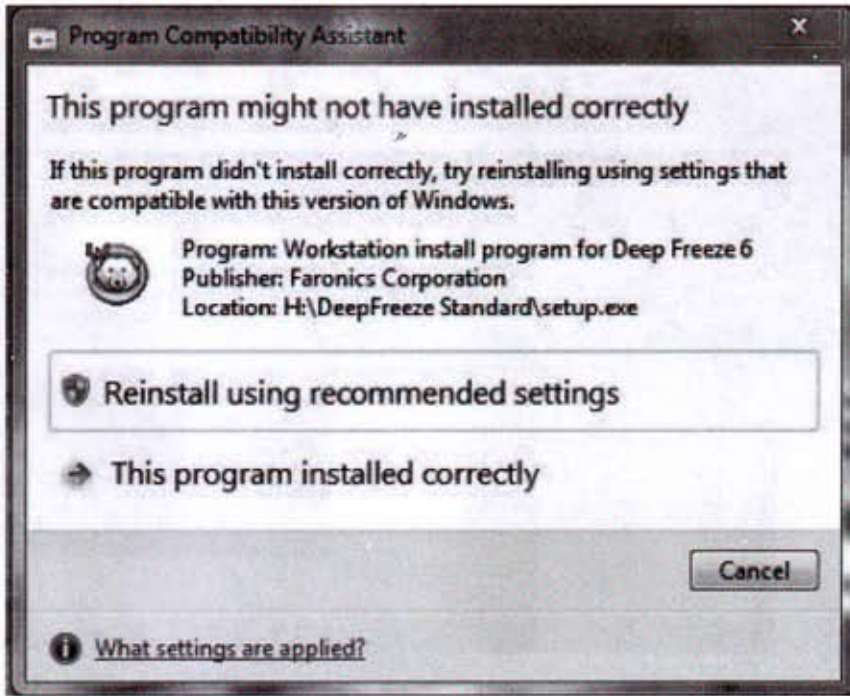 Program Compatibility Assistant
This program might not have installed correctly
If this program didn't install correctly, try reinstalling using settings that
are compatible with this version of Windows.
Program: Workstation install program for Deep Freeze 6
Publisher: Faronics Corporation
Location: H:\DeepFreeze Standard\setup.exe
Reinstall using recommended settings
This program installed correctly
Cancel
What settings are applied?